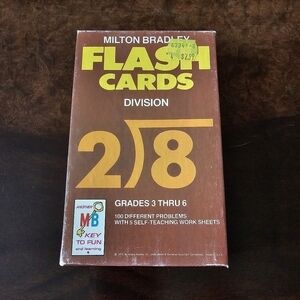 MILTON BRADLEY
FLASH
CARDS
DIVISION
2)8
GRADES 3 THRU 6
100 DIFFERENT PROBLEMS
WITH 5 SELF-TEACHING WORK SHEETS
MB
KEY
TO FUN
and learning